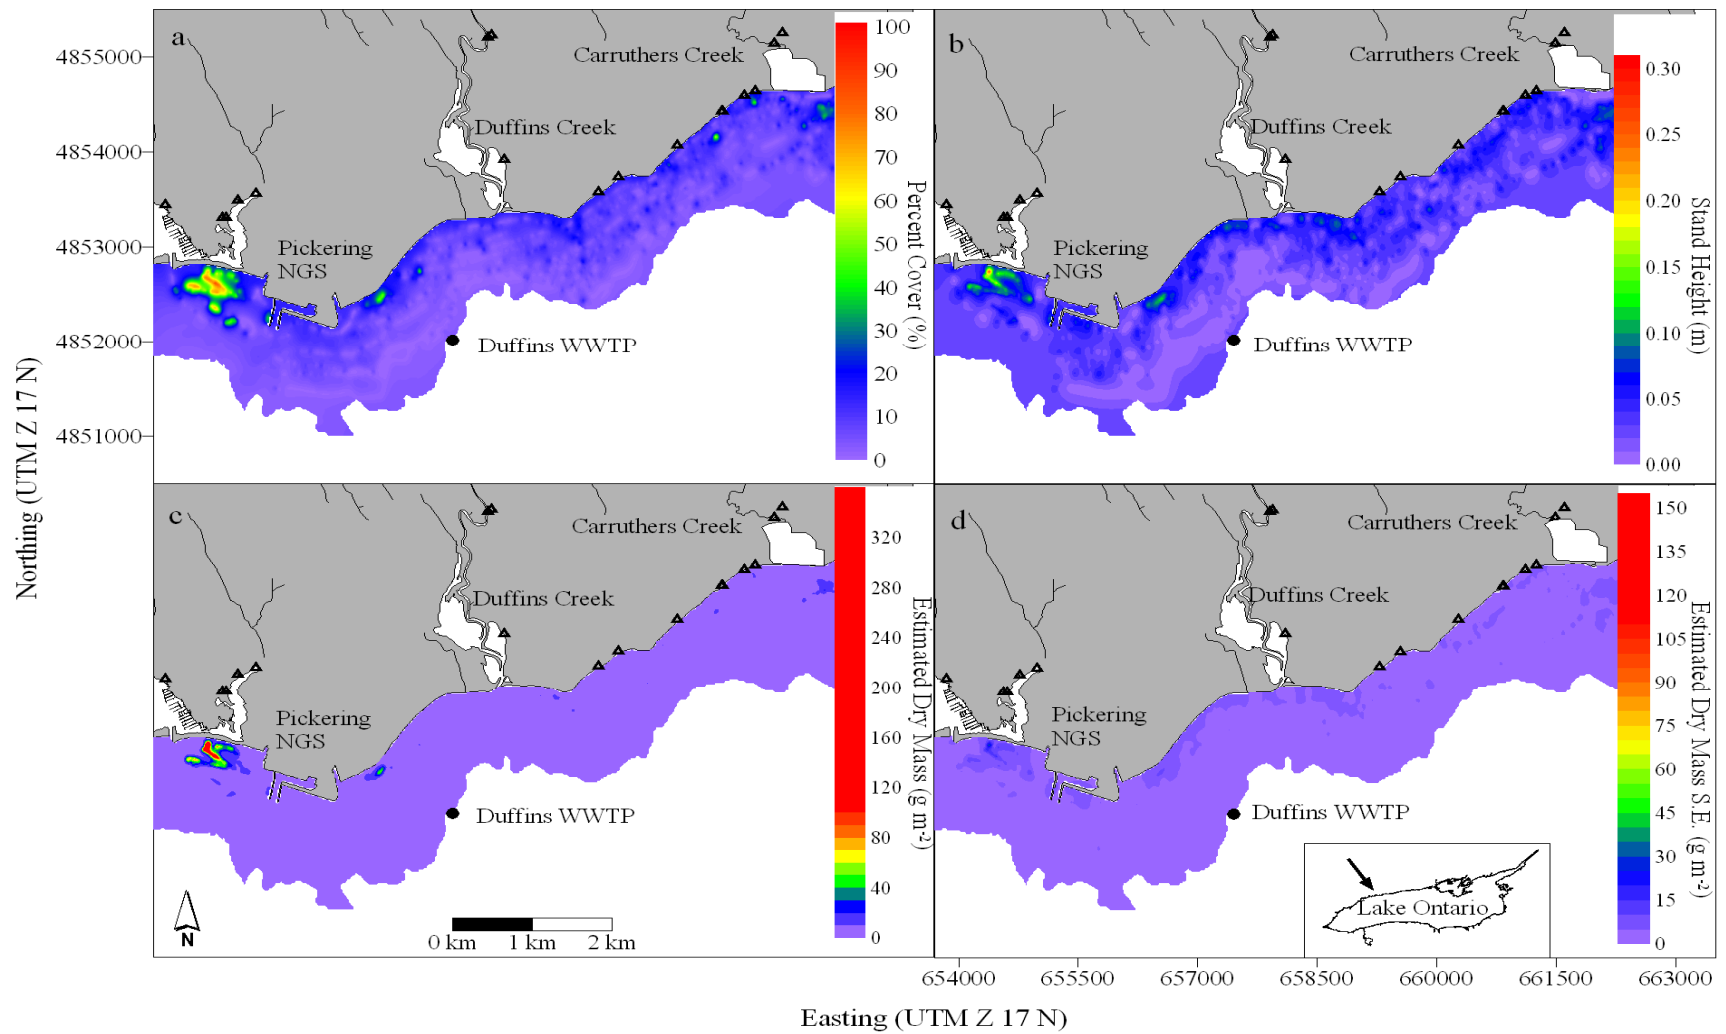 a
Carruthers Creek
Duffins Creek
Pickering
NGS
Duffins WWTP
100
90
80
70
60
50
40
30
20
10
0
Percent Cover (%)
b
Carruthers Creek
Duffins Creek
Pickering
NGS
Duffins WWTP
0.30
0.25
0.20
0.15
0.10
0.05
0.00
Stand Height (m)
4855000
4854000
4853000
4852000
4851000
Northing (UTM Z 17 N)
c
Carruthers Creek
Duffins Creek
Pickering
NGS
Duffins WWTP
N
0 km 1 km 2 km
320
280
240
200
160
120
80
40
0
Estimated Dry Mass (g m-2)
d
Carruthers Creek
Duffins Creek
Pickering
NGS
Duffins WWTP
Lake Ontario
150
135
120
105
90
75
60
45
30
15
0
Estimated Dry Mass S.E. (g m-2)
654000 655500 657000 658500 660000 661500 663000
Easting (UTM Z 17 N)